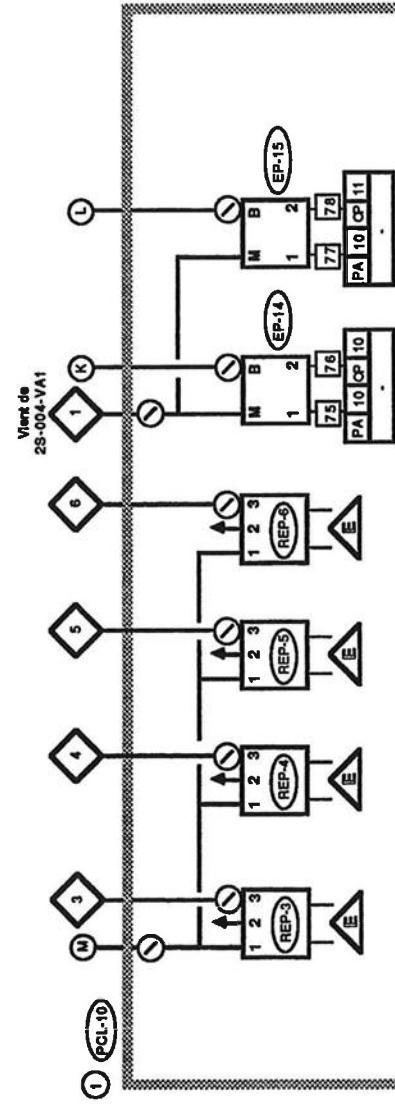 Vient de
2S-004-VA1
M 3 4 5 6 1 K L
1 PCL-10
1 2 3
REP-3
E
1 2 3
REP-4
E
1 2 3
REP-5
E
1 2 3
REP-6
E
M B
1 2
EP-14
75 76
PA 10 CP 10
-
M B
1 2
EP-15
77 78
PA 10 CP 11
-